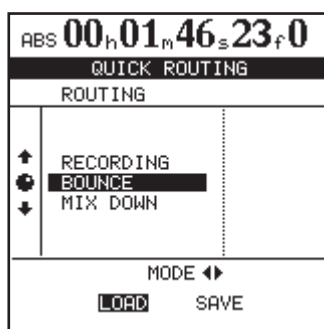 ABS 00h01m46s23f0
QUICK ROUTING
ROUTING
RECORDING
BOUNCE
MIX DOWN
MODE
LOAD SAVE